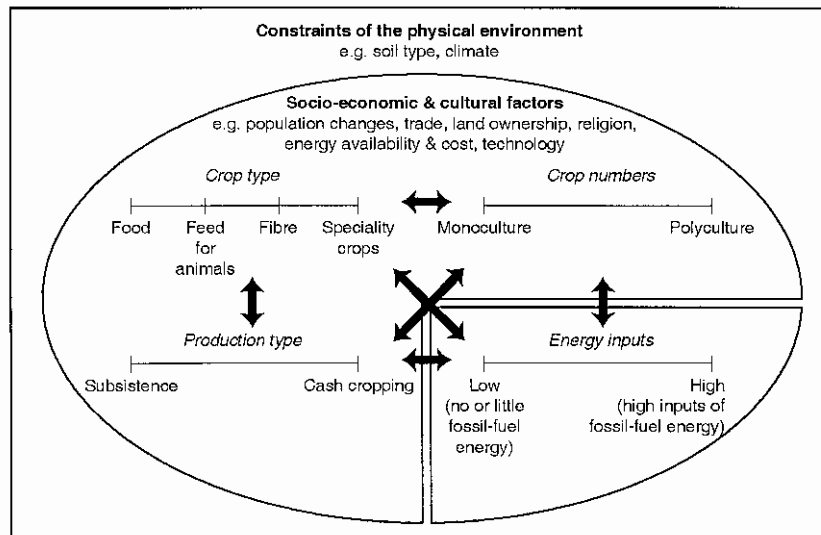 Constraints of the physical environment
e.g. soil type, climate
Socio-economic & cultural factors
e.g. population changes, trade, land ownership, religion,
energy availability & cost, technology
Crop type
Food
Feed
for
animals
Fibre
Speciality
crops
Crop numbers
Monoculture
Polyculture
Production type
Subsistence
Cash cropping
Energy inputs
Low
(no or little
fossil-fuel
energy)
High
(high inputs of
fossil-fuel energy)